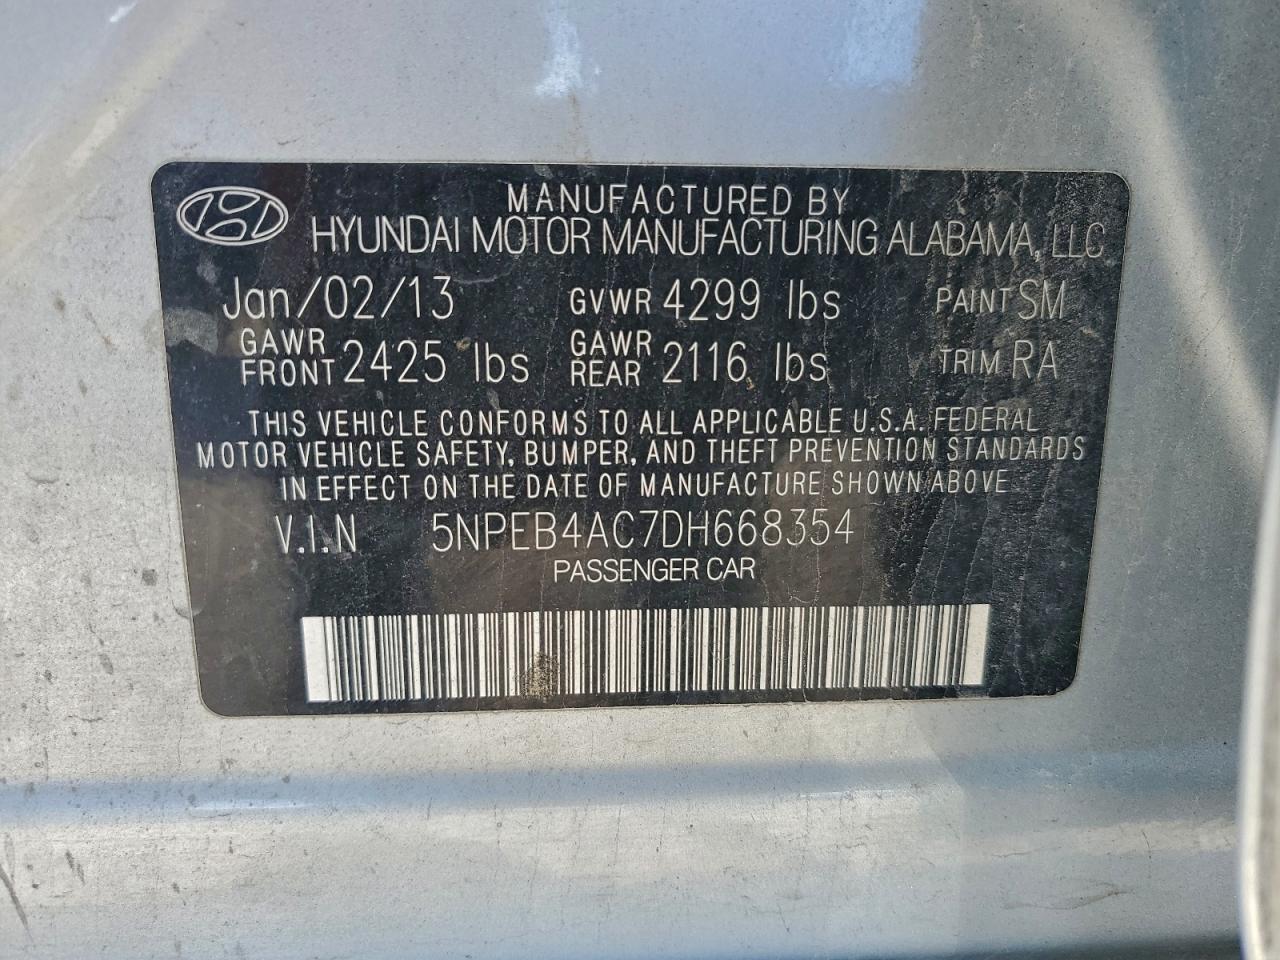 MANUFACTURED BY
HYUNDAI MOTOR MANUFACTURING ALABAMA, LLC
Jan/02/13 GVWR 4299 lbs PAINT SM
GAWR FRONT 2425 lbs GAWR REAR 2116 lbs TRIM RA
THIS VEHICLE CONFORMS TO ALL APPLICABLE U.S.A. FEDERAL
MOTOR VEHICLE SAFETY, BUMPER, AND THEFT PREVENTION STANDARDS
IN EFFECT ON THE DATE OF MANUFACTURE SHOWN ABOVE
V.I.N 5NPEB4AC7DH668354
PASSENGER CAR